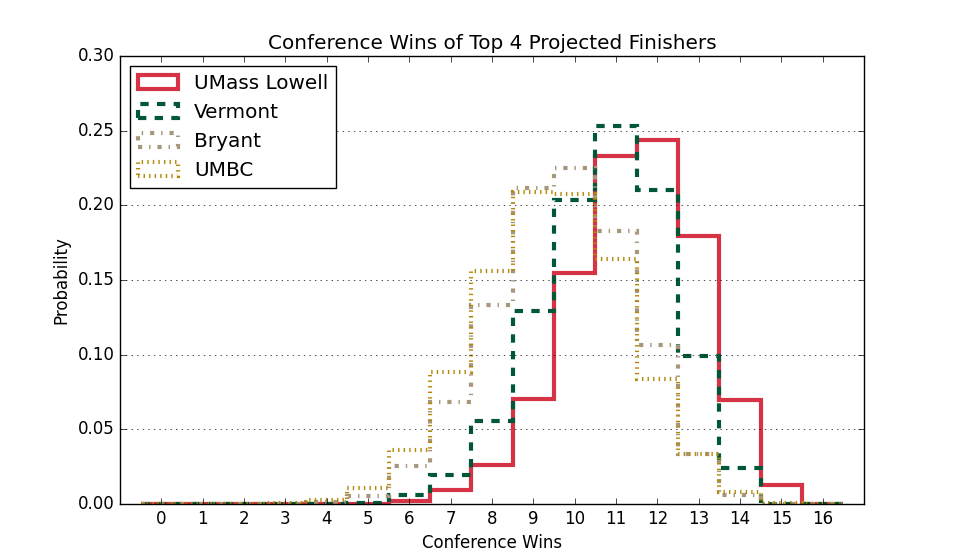 Conference Wins of Top 4 Projected Finishers
0.30
0.25
0.20
0.15
0.10
0.05
0.00
Probability
UMass Lowell
Vermont
Bryant
UMBC
0 1 2 3 4 5 6 7 8 9 10 11 12 13 14 15 16
Conference Wins